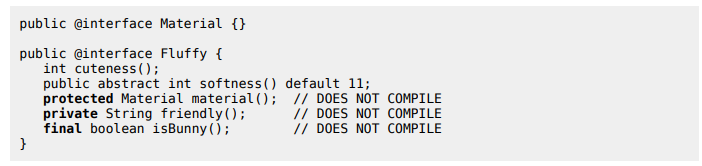 public @interface Material {}

public @interface Fluffy {
   int cuteness();
   public abstract int softness() default 11;
   protected Material material();  // DOES NOT COMPILE
   private String friendly();      // DOES NOT COMPILE
   final boolean isBunny();        // DOES NOT COMPILE
}